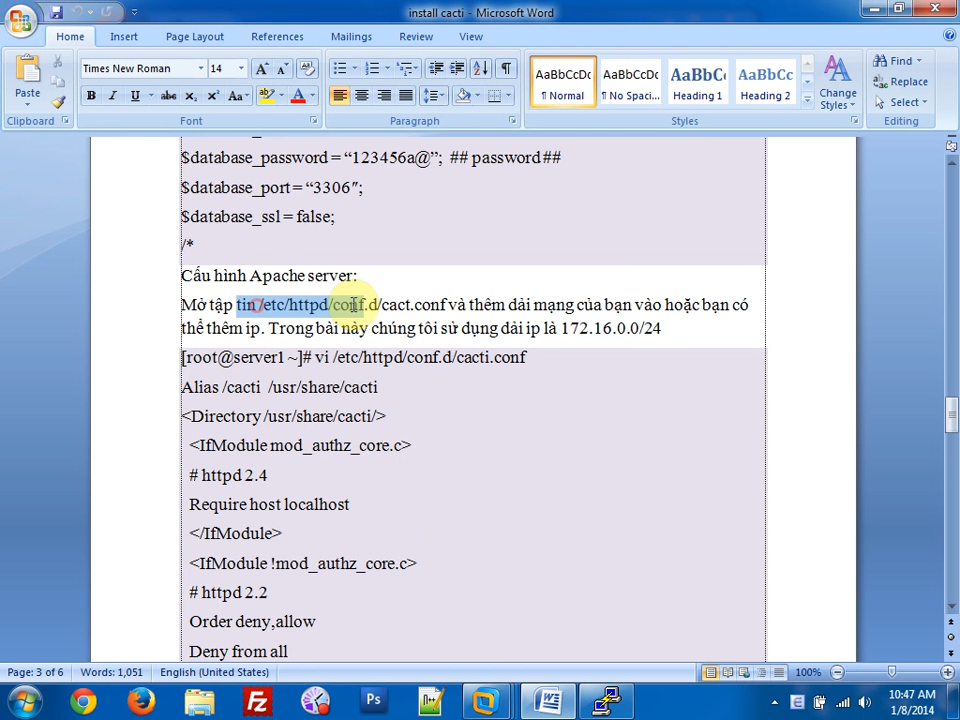 install cacti - Microsoft Word
Home Insert Page Layout References Mailings Review View
Paste
Clipboard
Times New Roman 14
Font
Paragraph
AaBbCcDc AaBbCcDc AaBbCc AaBbCc
¶ Normal ¶ No Spaci... Heading 1 Heading 2
Change Styles
Styles
Find
Replace
Select
Editing
$database_password = “123456a@”; ## password ##
$database_port = “3306″;
$database_ssl = false;
/*
Cấu hình Apache server:
Mở tập tin /etc/httpd/conf.d/cact.conf và thêm dải mạng của bạn vào hoặc bạn có
thể thêm ip. Trong bài này chúng tôi sử dụng dải ip là 172.16.0.0/24
[root@server1 ~]# vi /etc/httpd/conf.d/cacti.conf
Alias /cacti /usr/share/cacti
<Directory /usr/share/cacti/>
<IfModule mod_authz_core.c>
# httpd 2.4
Require host localhost
</IfModule>
<IfModule !mod_authz_core.c>
# httpd 2.2
Order deny,allow
Deny from all
Page: 3 of 6 Words: 1,051 English (United States) 100%
10:47 AM
1/8/2014